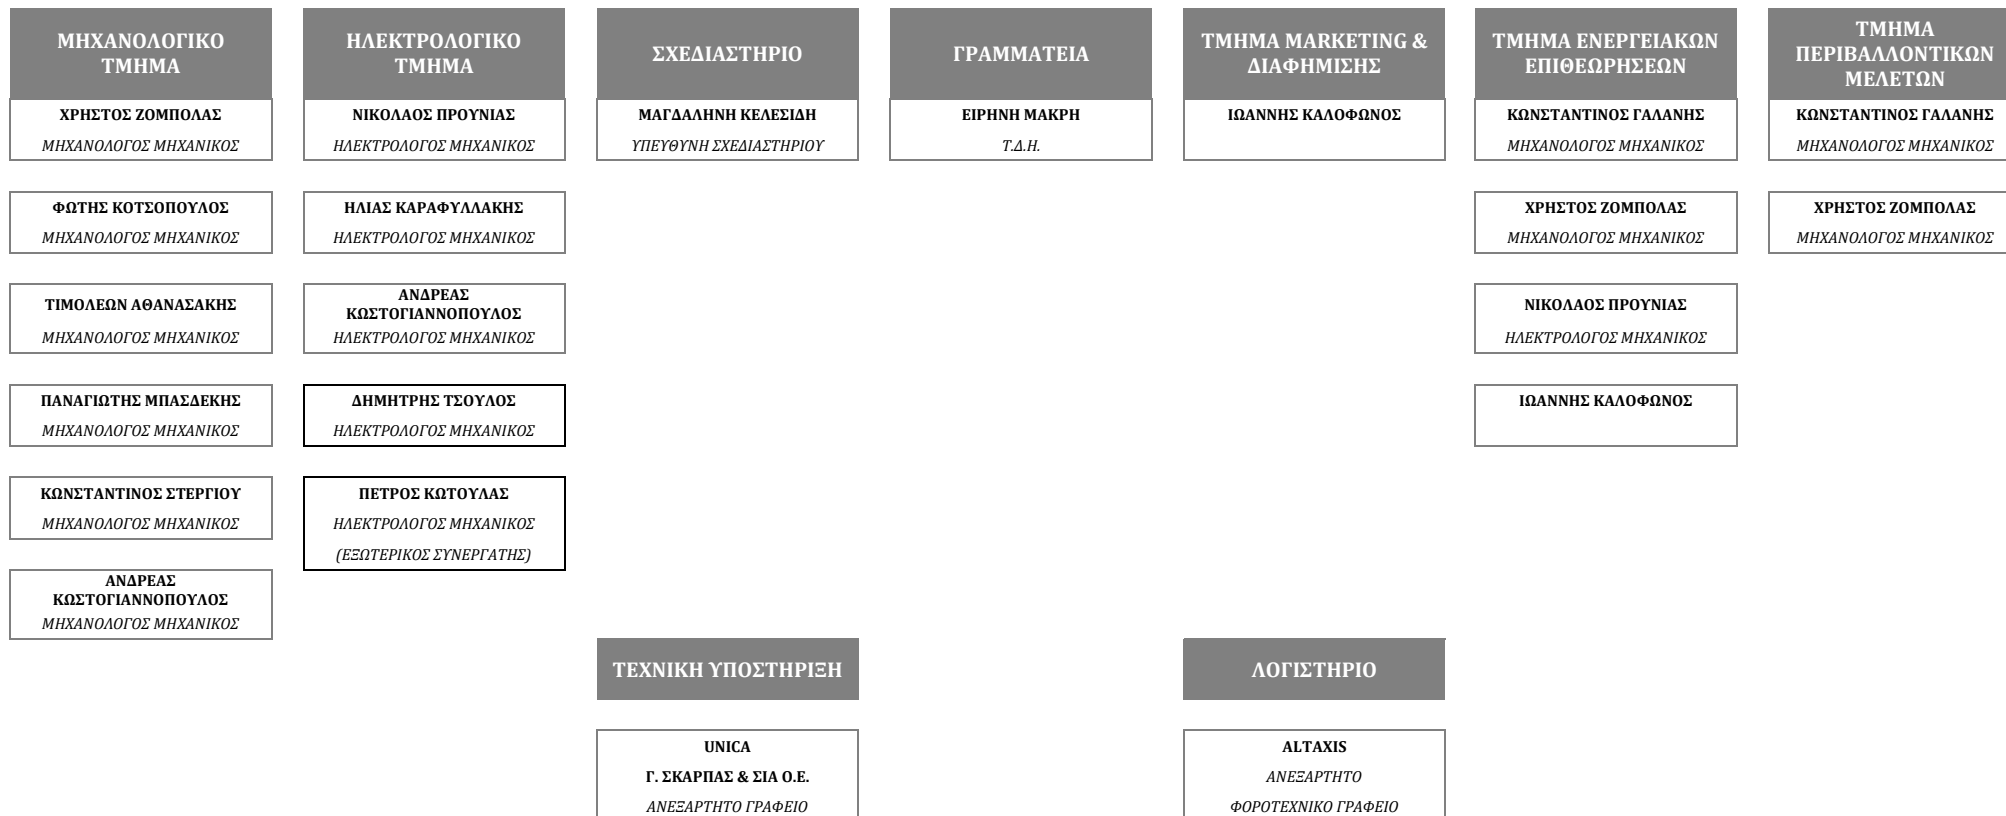 ΜΗΧΑΝΟΛΟΓΙΚΟ
ΤΜΗΜΑ
ΧΡΗΣΤΟΣ ΖΟΜΠΟΛΑΣ
ΜΗΧΑΝΟΛΟΓΟΣ ΜΗΧΑΝΙΚΟΣ
ΦΩΤΗΣ ΚΟΤΣΟΠΟΥΛΟΣ
ΜΗΧΑΝΟΛΟΓΟΣ ΜΗΧΑΝΙΚΟΣ
ΤΙΜΟΛΕΩΝ ΑΘΑΝΑΣΑΚΗΣ
ΜΗΧΑΝΟΛΟΓΟΣ ΜΗΧΑΝΙΚΟΣ
ΠΑΝΑΓΙΩΤΗΣ ΜΠΑΣΔΕΚΗΣ
ΜΗΧΑΝΟΛΟΓΟΣ ΜΗΧΑΝΙΚΟΣ
ΚΩΝΣΤΑΝΤΙΝΟΣ ΣΤΕΡΓΙΟΥ
ΜΗΧΑΝΟΛΟΓΟΣ ΜΗΧΑΝΙΚΟΣ
ΑΝΔΡΕΑΣ
ΚΩΣΤΟΓΙΑΝΝΟΠΟΥΛΟΣ
ΜΗΧΑΝΟΛΟΓΟΣ ΜΗΧΑΝΙΚΟΣ
ΗΛΕΚΤΡΟΛΟΓΙΚΟ
ΤΜΗΜΑ
ΝΙΚΟΛΑΟΣ ΠΡΟΥΝΙΑΣ
ΗΛΕΚΤΡΟΛΟΓΟΣ ΜΗΧΑΝΙΚΟΣ
ΗΛΙΑΣ ΚΑΡΑΦΥΛΛΑΚΗΣ
ΗΛΕΚΤΡΟΛΟΓΟΣ ΜΗΧΑΝΙΚΟΣ
ΑΝΔΡΕΑΣ
ΚΩΣΤΟΓΙΑΝΝΟΠΟΥΛΟΣ
ΗΛΕΚΤΡΟΛΟΓΟΣ ΜΗΧΑΝΙΚΟΣ
ΔΗΜΗΤΡΗΣ ΤΣΟΥΛΟΣ
ΗΛΕΚΤΡΟΛΟΓΟΣ ΜΗΧΑΝΙΚΟΣ
ΠΕΤΡΟΣ ΚΩΤΟΥΛΑΣ
ΗΛΕΚΤΡΟΛΟΓΟΣ ΜΗΧΑΝΙΚΟΣ
(ΕΞΩΤΕΡΙΚΟΣ ΣΥΝΕΡΓΑΤΗΣ)
ΣΧΕΔΙΑΣΤΗΡΙΟ
ΜΑΓΔΑΛΗΝΗ ΚΕΛΕΣΙΔΗ
ΥΠΕΥΘΥΝΗ ΣΧΕΔΙΑΣΤΗΡΙΟΥ
ΓΡΑΜΜΑΤΕΙΑ
ΕΙΡΗΝΗ ΜΑΚΡΗ
Τ.Δ.Η.
ΤΜΗΜΑ MARKETING &
ΔΙΑΦΗΜΙΣΗΣ
ΙΩΑΝΝΗΣ ΚΑΛΟΦΩΝΟΣ
ΤΜΗΜΑ ΕΝΕΡΓΕΙΑΚΩΝ
ΕΠΙΘΕΩΡΗΣΕΩΝ
ΚΩΝΣΤΑΝΤΙΝΟΣ ΓΑΛΑΝΗΣ
ΜΗΧΑΝΟΛΟΓΟΣ ΜΗΧΑΝΙΚΟΣ
ΧΡΗΣΤΟΣ ΖΟΜΠΟΛΑΣ
ΜΗΧΑΝΟΛΟΓΟΣ ΜΗΧΑΝΙΚΟΣ
ΝΙΚΟΛΑΟΣ ΠΡΟΥΝΙΑΣ
ΗΛΕΚΤΡΟΛΟΓΟΣ ΜΗΧΑΝΙΚΟΣ
ΙΩΑΝΝΗΣ ΚΑΛΟΦΩΝΟΣ
ΤΜΗΜΑ
ΠΕΡΙΒΑΛΛΟΝΤΙΚΩΝ
ΜΕΛΕΤΩΝ
ΚΩΝΣΤΑΝΤΙΝΟΣ ΓΑΛΑΝΗΣ
ΜΗΧΑΝΟΛΟΓΟΣ ΜΗΧΑΝΙΚΟΣ
ΧΡΗΣΤΟΣ ΖΟΜΠΟΛΑΣ
ΜΗΧΑΝΟΛΟΓΟΣ ΜΗΧΑΝΙΚΟΣ
ΤΕΧΝΙΚΗ ΥΠΟΣΤΗΡΙΞΗ
UNICA
Γ. ΣΚΑΡΠΑΣ & ΣΙΑ Ο.Ε.
ΑΝΕΞΑΡΤΗΤΟ ΓΡΑΦΕΙΟ
ΛΟΓΙΣΤΗΡΙΟ
ALTAXIS
ΑΝΕΞΑΡΤΗΤΟ
ΦΟΡΟΤΕΧΝΙΚΟ ΓΡΑΦΕΙΟ